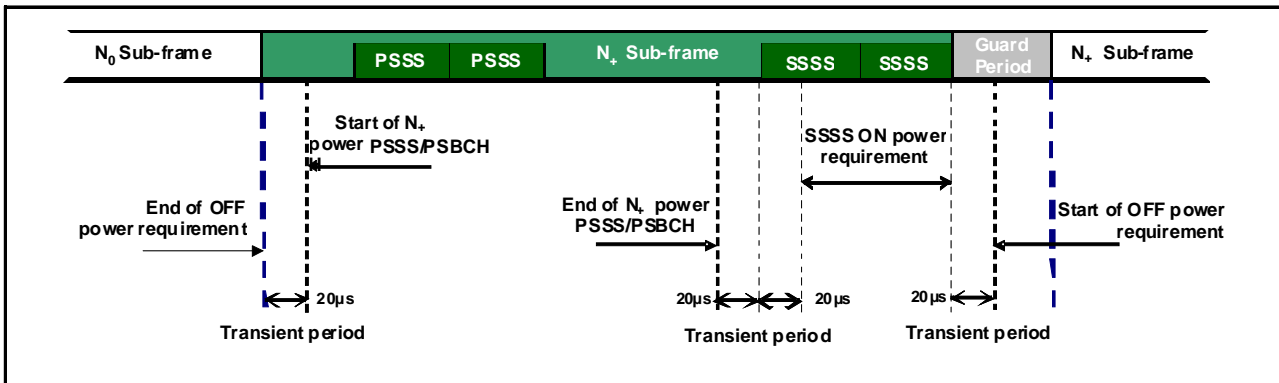 N₀ Sub-frame
PSSS
PSSS
N₊ Sub-frame
SSSS
SSSS
Guard
Period
N₊ Sub-frame
Start of N₊
power PSSS/PSBCH
SSSS ON power
requirement
End of OFF
power requirement
End of N₊ power
PSSS/PSBCH
Start of OFF power
requirement
20µs
20µs
20µs
20µs
Transient period
Transient period
Transient period